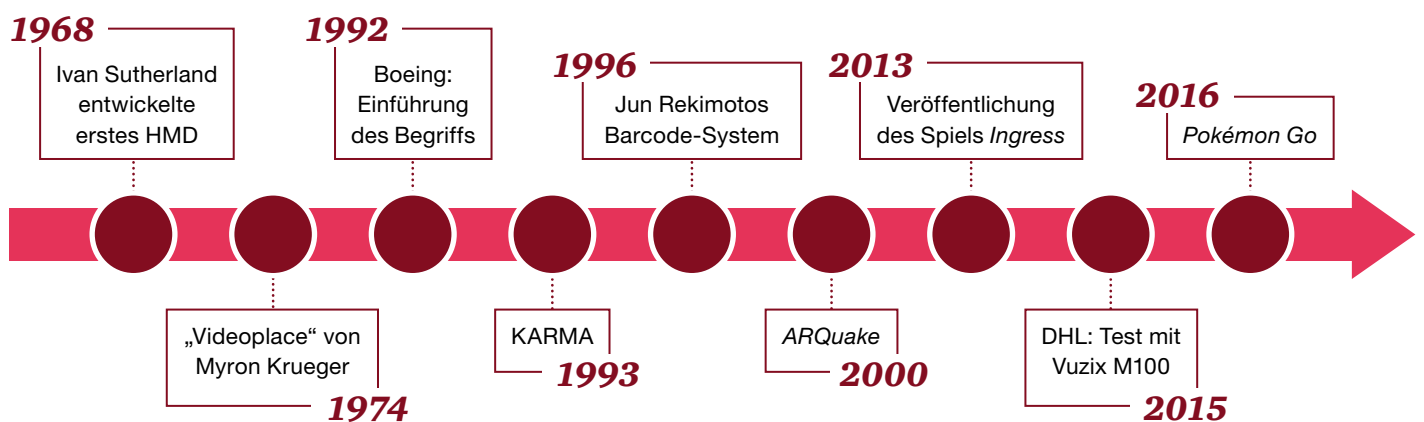 1968
Ivan Sutherland
entwickelte
erstes HMD
„Videoplace“ von
Myron Krueger
1974
1992
Boeing:
Einführung
des Begriffs
KARMA
1993
1996
Jun Rekimotos
Barcode-System
ARQuake
2000
2013
Veröffentlichung
des Spiels Ingress
DHL: Test mit
Vuzix M100
2015
2016
Pokémon Go